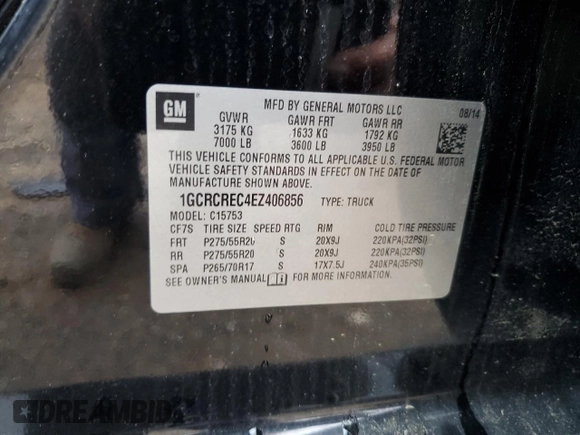 GM
MFD BY GENERAL MOTORS LLC 08/14
GVWR GAWR FRT GAWR RR
3175 KG 1633 KG 1792 KG
7000 LB 3600 LB 3950 LB
THIS VEHICLE CONFORMS TO ALL APPLICABLE U.S. FEDERAL MOTOR
VEHICLE SAFETY STANDARDS IN EFFECT ON THE DATE OF
MANUFACTURE SHOWN ABOVE.
1GCRCREC4EZ406856 TYPE: TRUCK
MODEL: C15753
CF7S TIRE SIZE SPEED RTG RIM COLD TIRE PRESSURE
FRT P275/55R20 S 20X9J 220KPA(32PSI)
RR P275/55R20 S 20X9J 220KPA(32PSI)
SPA P265/70R17 S 17X7.5J 240KPA(35PSI)
SEE OWNER'S MANUAL FOR MORE INFORMATION.
DREAMBID